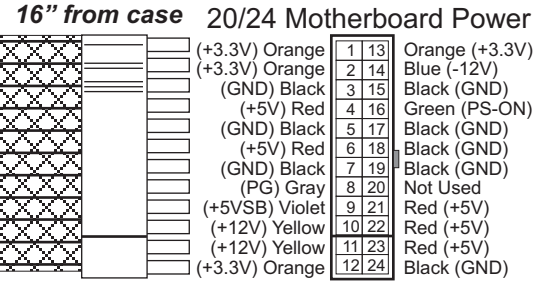 16” from case 20/24 Motherboard Power
(+3.3V) Orange 1 13 Orange (+3.3V)
(+3.3V) Orange 2 14 Blue (-12V)
(GND) Black 3 15 Black (GND)
(+5V) Red 4 16 Green (PS-ON)
(GND) Black 5 17 Black (GND)
(+5V) Red 6 18 Black (GND)
(GND) Black 7 19 Black (GND)
(PG) Gray 8 20 Not Used
(+5VSB) Violet 9 21 Red (+5V)
(+12V) Yellow 10 22 Red (+5V)
(+12V) Yellow 11 23 Red (+5V)
(+3.3V) Orange 12 24 Black (GND)